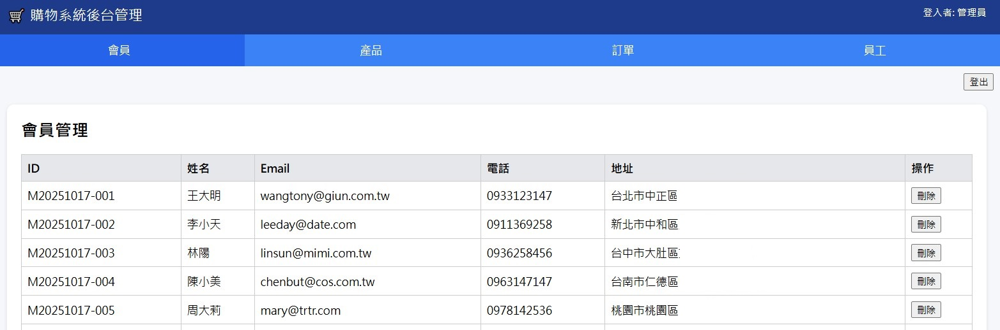 購物系統後台管理 登入者: 管理員
會員 產品 訂單 員工
登出
會員管理
ID 姓名 Email 電話 地址 操作
M20251017-001 王大明 wangtony@giun.com.tw 0933123147 台北市中正區 刪除
M20251017-002 李小天 leeday@date.com 0911369258 新北市中和區 刪除
M20251017-003 林陽 linsun@mimi.com.tw 0936258456 台中市大肚區 刪除
M20251017-004 陳小美 chenbut@cos.com.tw 0963147147 台南市仁德區 刪除
M20251017-005 周大莉 mary@trtr.com 0978142536 桃園市桃園區 刪除